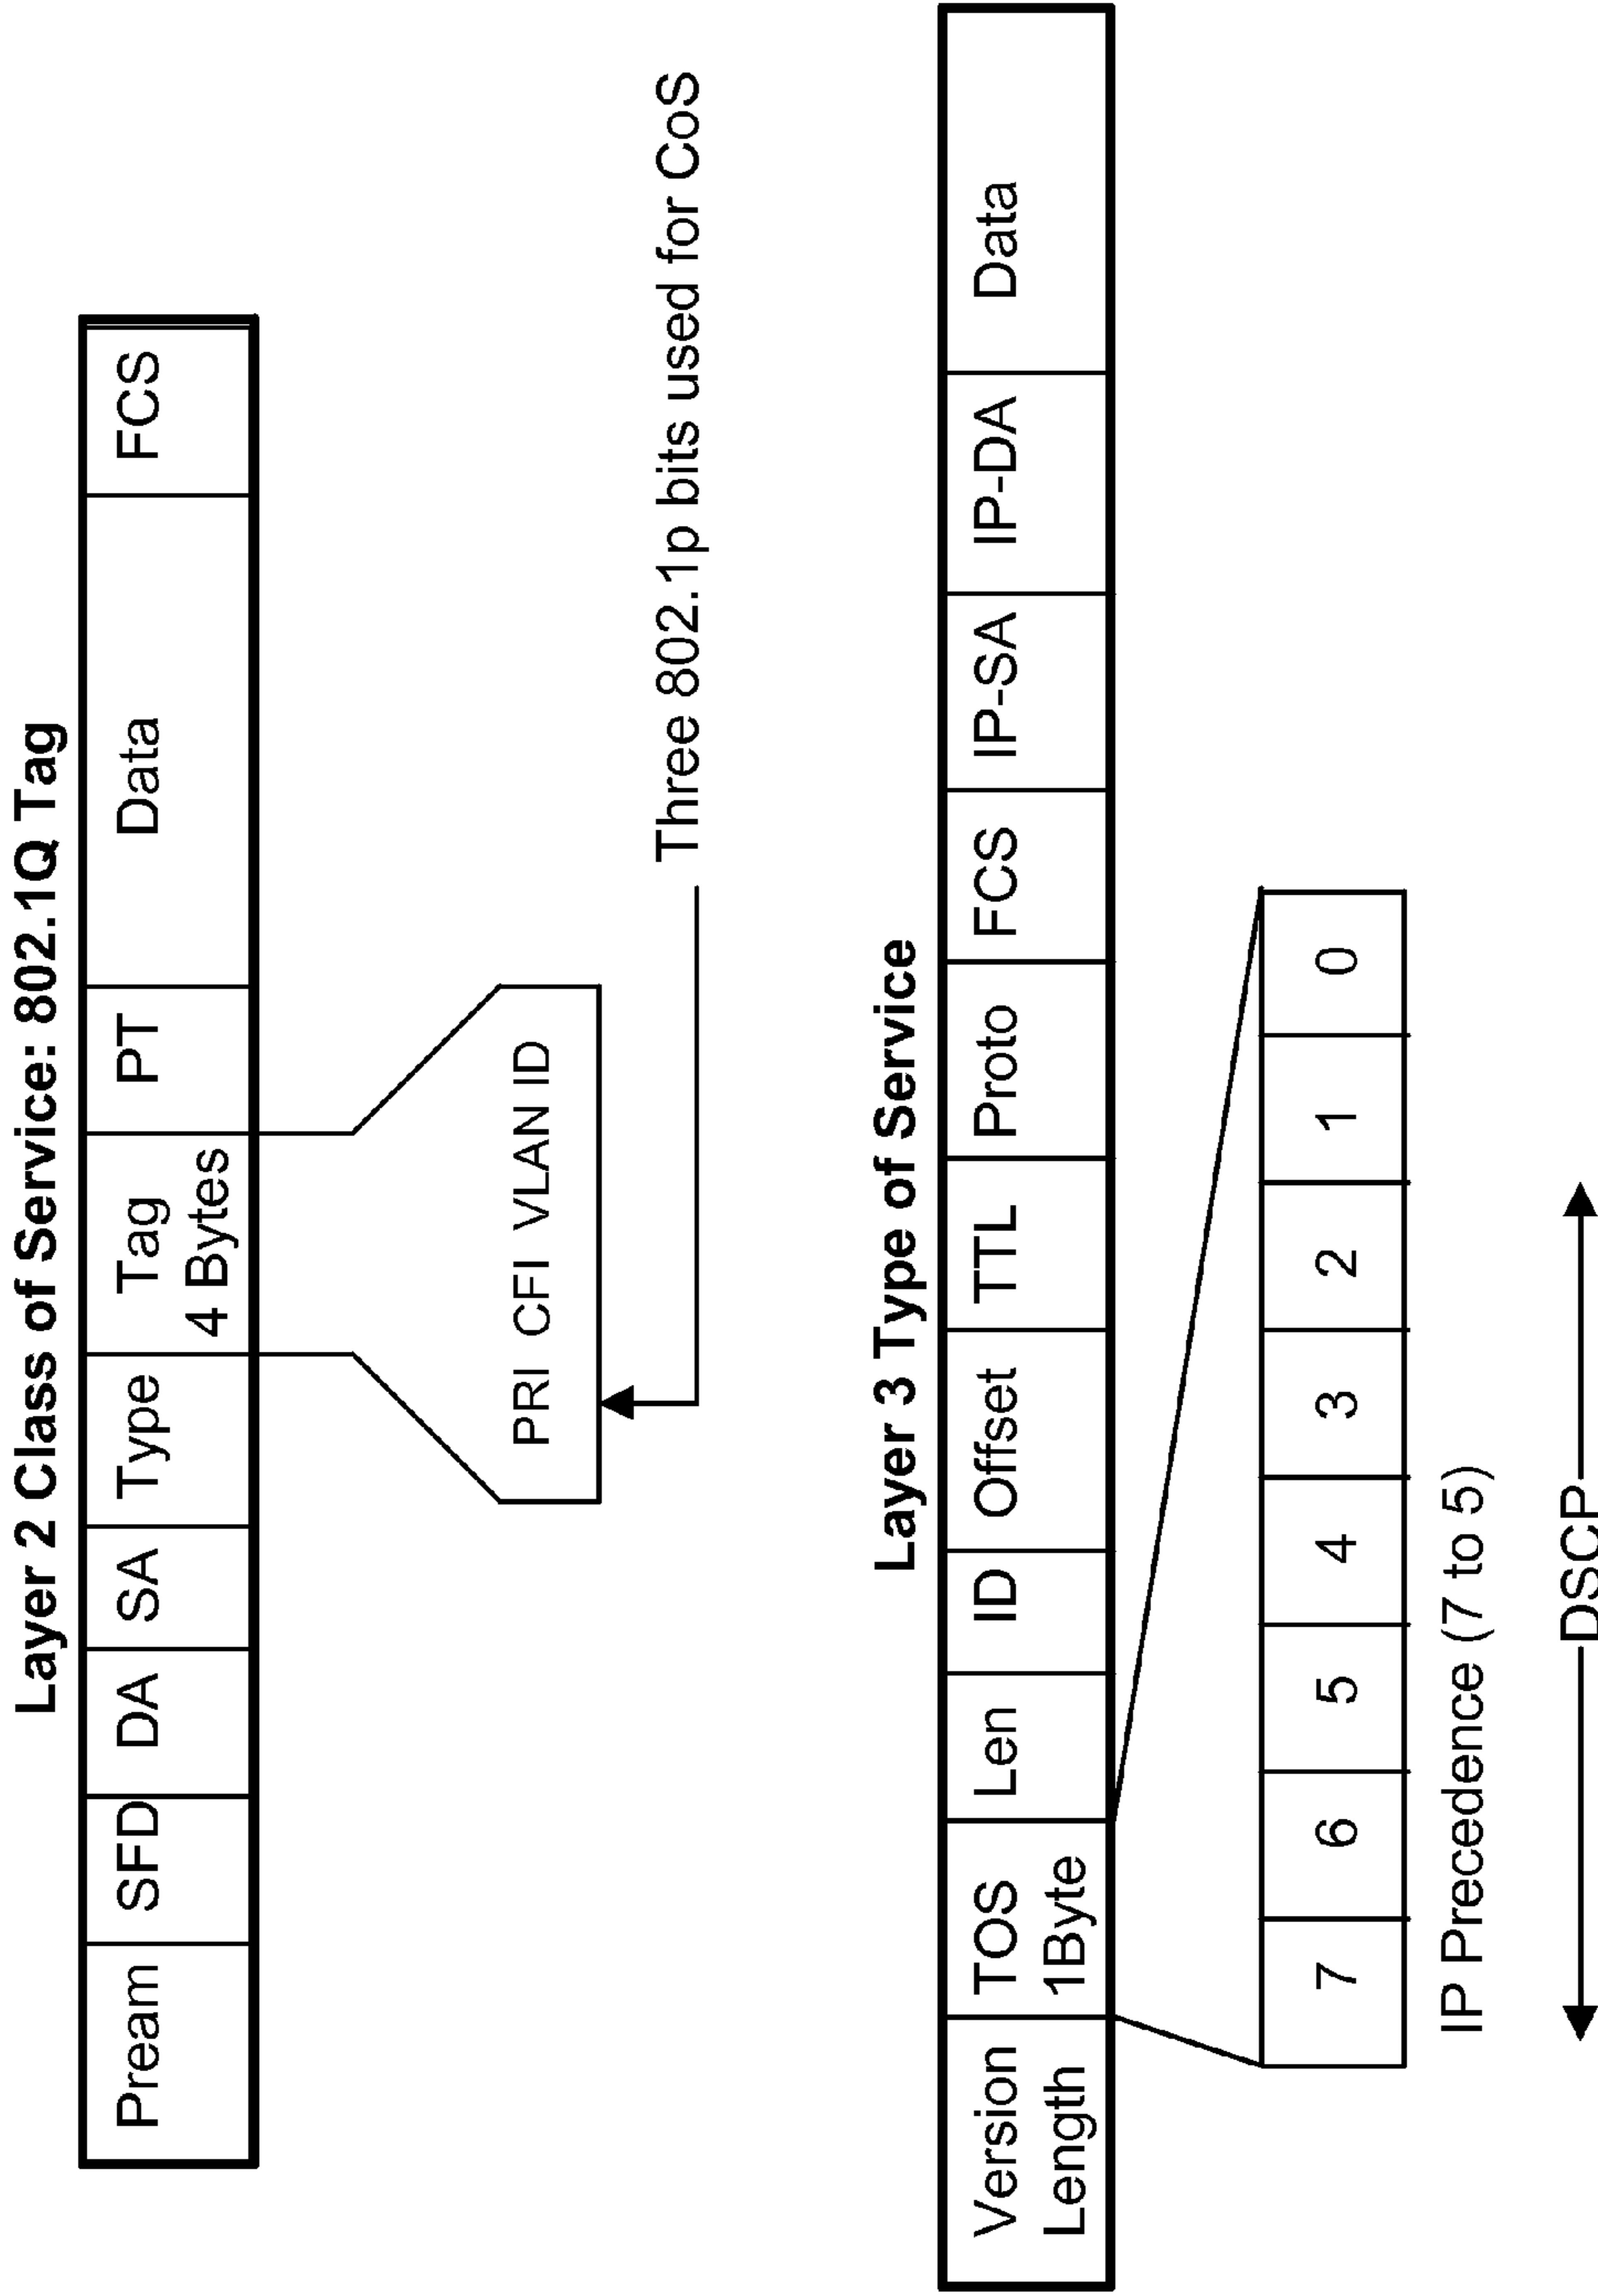 Layer 2 Class of Service: 802.1Q Tag
Pream SFD DA SA Type Tag PT Data FCS
4 Bytes
PRI CFI VLAN ID
Three 802.1p bits used for CoS
Layer 3 Type of Service
Version TOS Len ID Offset TTL Proto FCS IP-SA IP-DA Data
Length 1Byte
7 6 5 4 3 2 1 0
IP Precedence (7 to 5)
DSCP